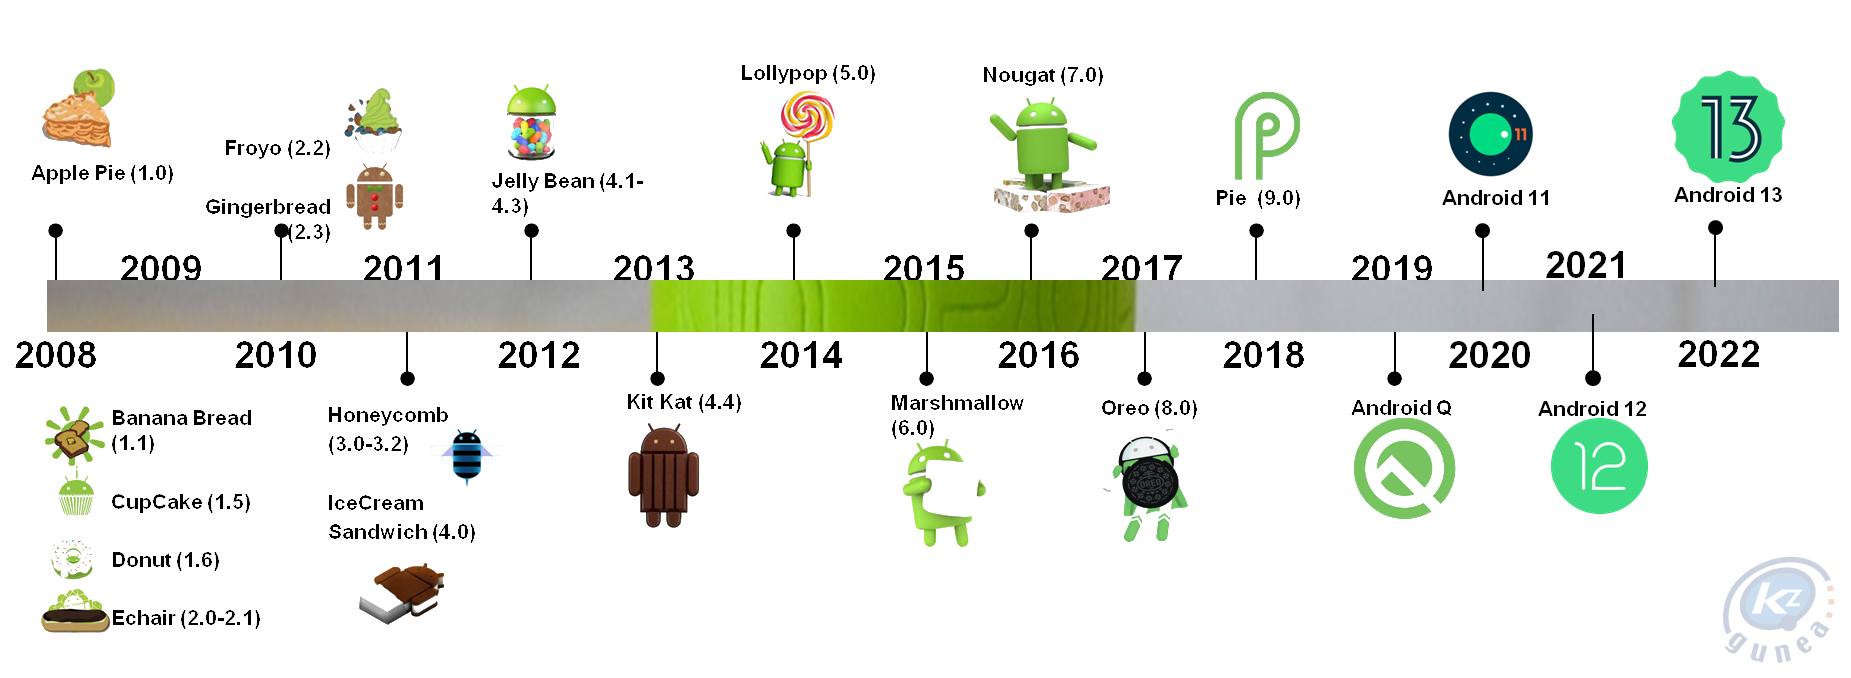 Apple Pie (1.0)
Froyo (2.2)
Gingerbread
(2.3)
Jelly Bean (4.1-
4.3)
Lollypop (5.0)
Nougat (7.0)
Pie (9.0)
11
Android 11
13
Android 13
2009
2011
2013
2015
2017
2019
2021
2008
2010
2012
2014
2016
2018
2020
2022
Banana Bread
(1.1)
CupCake (1.5)
Donut (1.6)
Echair (2.0-2.1)
Honeycomb
(3.0-3.2)
IceCream
Sandwich (4.0)
Kit Kat (4.4)
Marshmallow
(6.0)
Oreo (8.0)
OREO
Android Q
Android 12
12
KZ
gunea